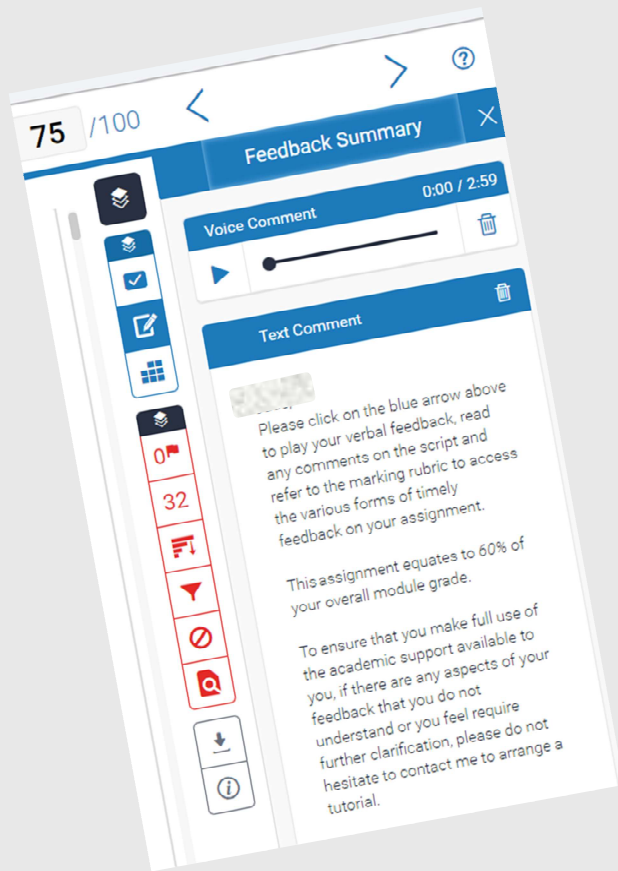 75 /100
Feedback Summary
Voice Comment 0:00 / 2:59
Text Comment
Please click on the blue arrow above
to play your verbal feedback, read
any comments on the script and
refer to the marking rubric to access
the various forms of timely
feedback on your assignment.
This assignment equates to 60% of
your overall module grade.
To ensure that you make full use of
the academic support available to
you, if there are any aspects of your
feedback that you do not
understand or you feel require
further clarification, please do not
hesitate to contact me to arrange a
tutorial.
0
32